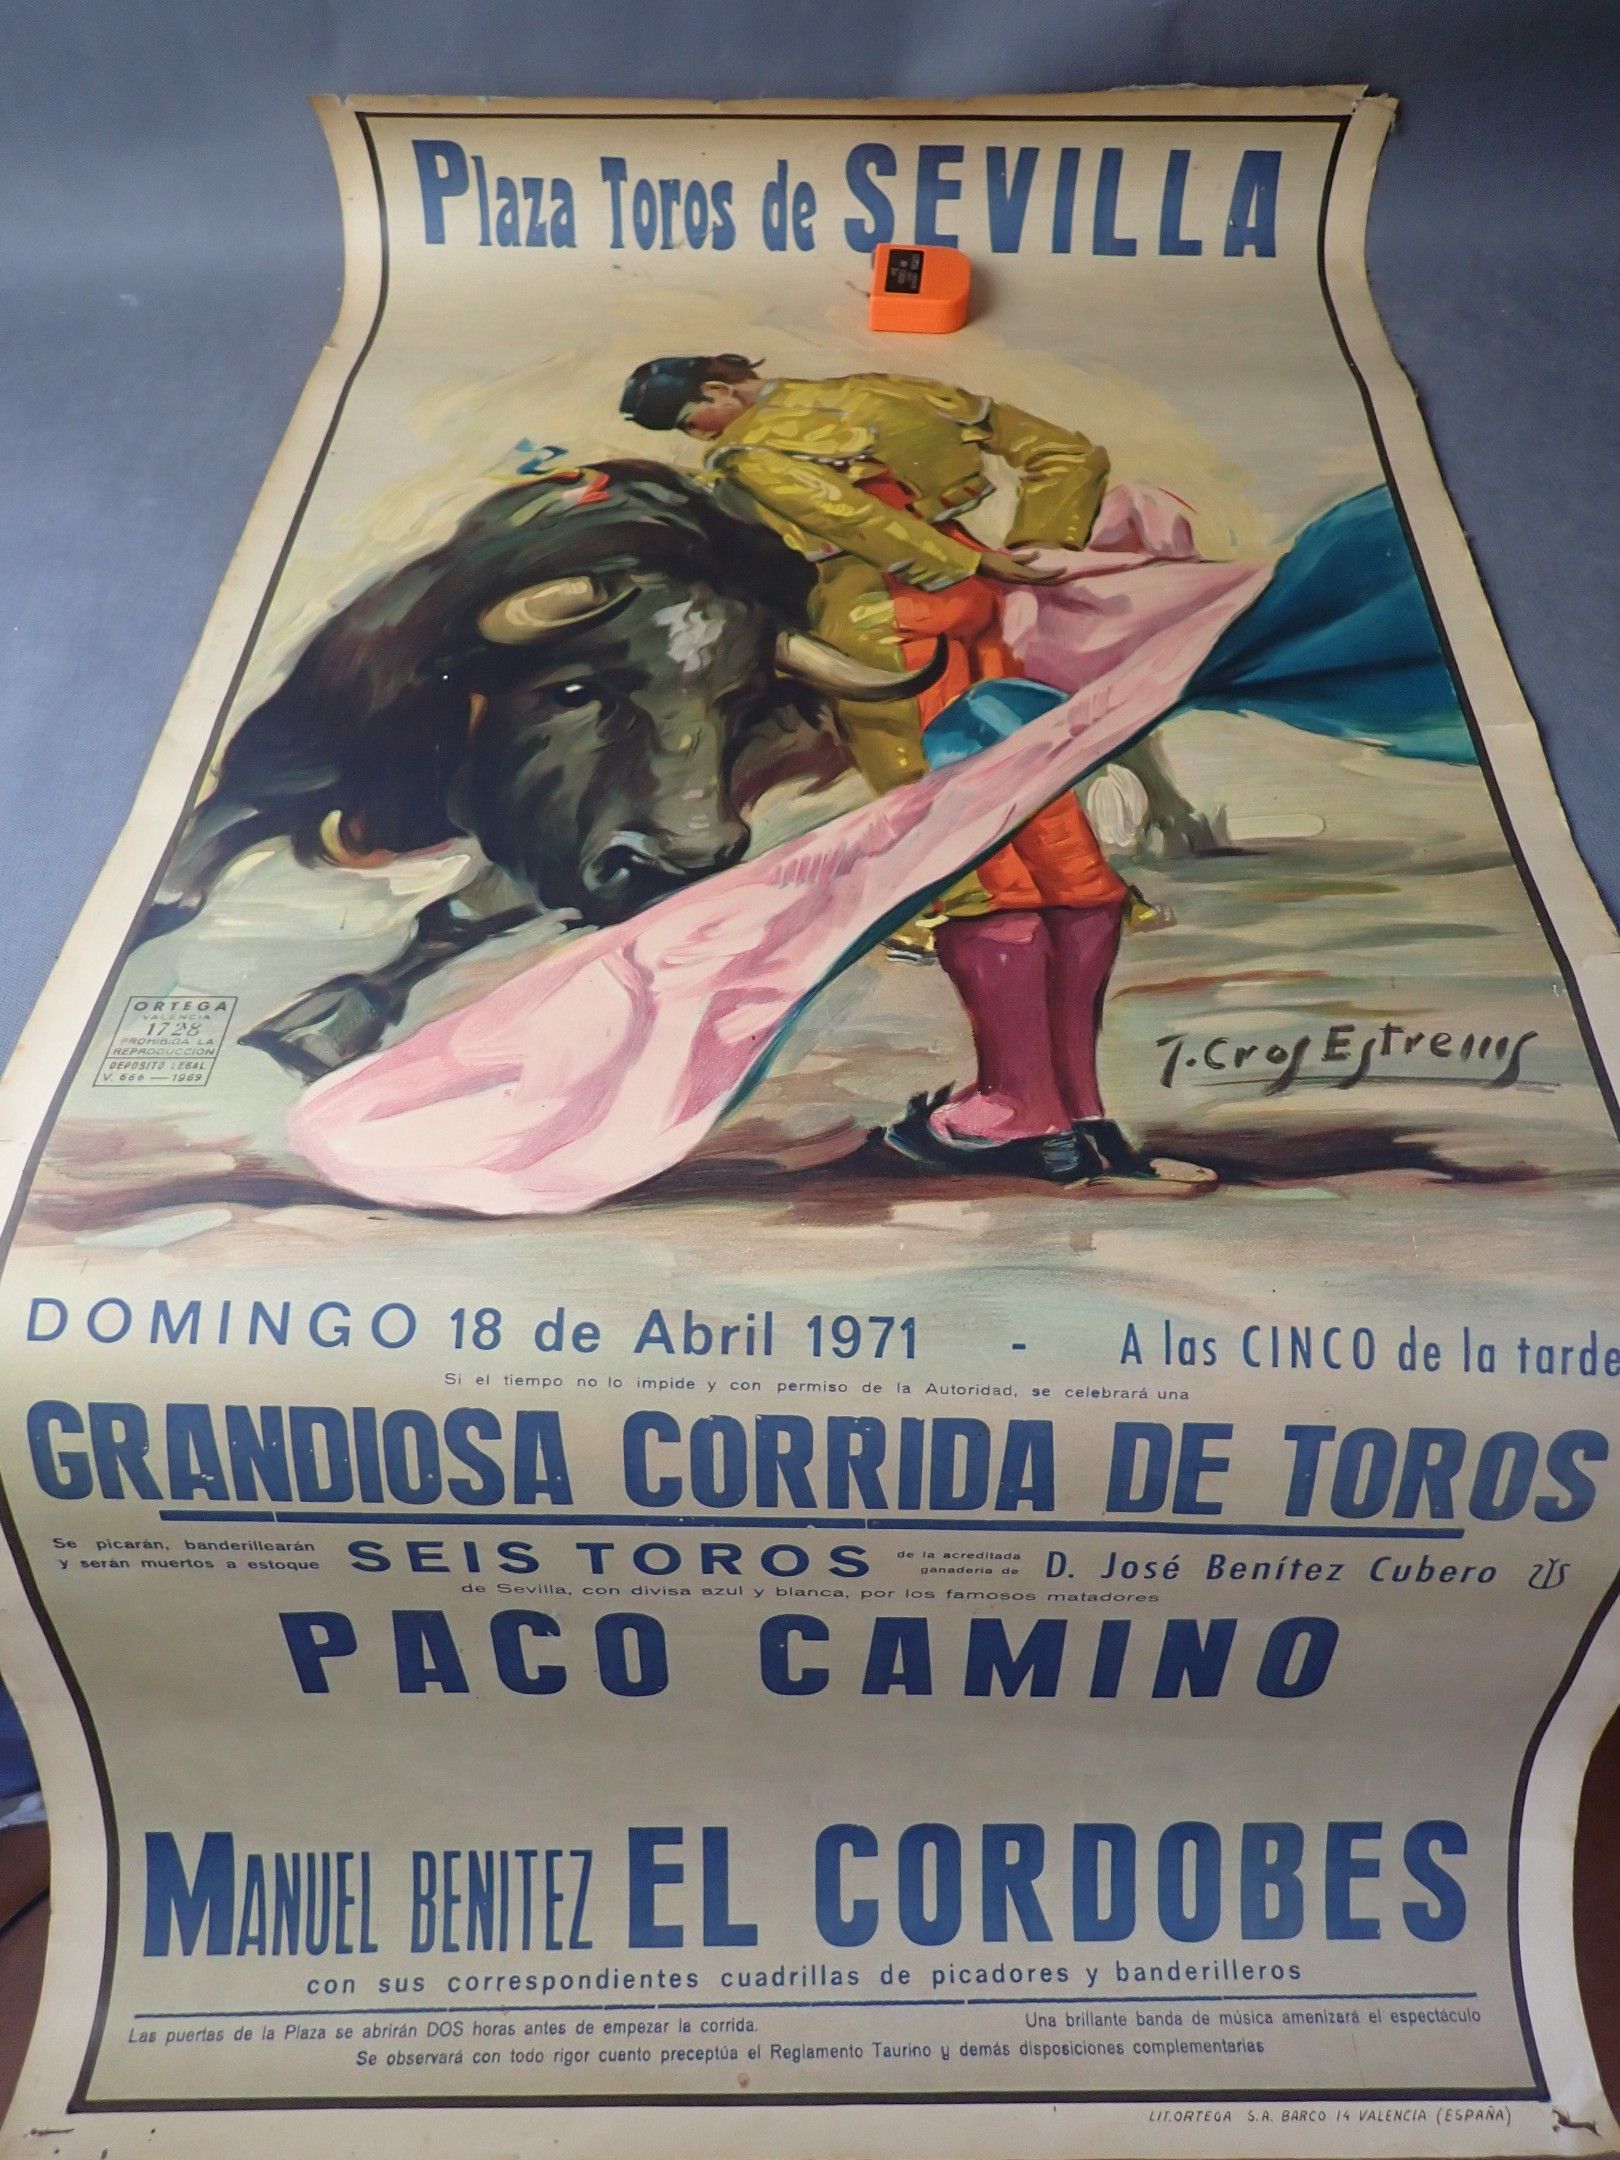 Plaza Toros de SEVILLA
ORTEGA
VALENCIA
1728
PROHIBIDA LA
REPRODUCCION
DEPOSITO LEGAL
V. 666 — 1969
J. Cros Estrems
DOMINGO 18 de Abril 1971 - A las CINCO de la tarde
Si el tiempo no lo impide y con permiso de la Autoridad, se celebrará una
GRANDIOSA CORRIDA DE TOROS
Se picarán, banderillearán
y serán muertos a estoque SEIS TOROS de la acreditada
ganadería de D. José Benítez Cubero
de Sevilla, con divisa azul y blanca, por los famosos matadores
PACO CAMINO
MANUEL BENITEZ EL CORDOBES
con sus correspondientes cuadrillas de picadores y banderilleros
Las puertas de la Plaza se abrirán DOS horas antes de empezar la corrida. Una brillante banda de música amenizará el espectáculo
Se observará con todo rigor cuanto preceptúa el Reglamento Taurino y demás disposiciones complementarias
LIT. ORTEGA S.A. BARCO 14 VALENCIA (ESPAÑA)